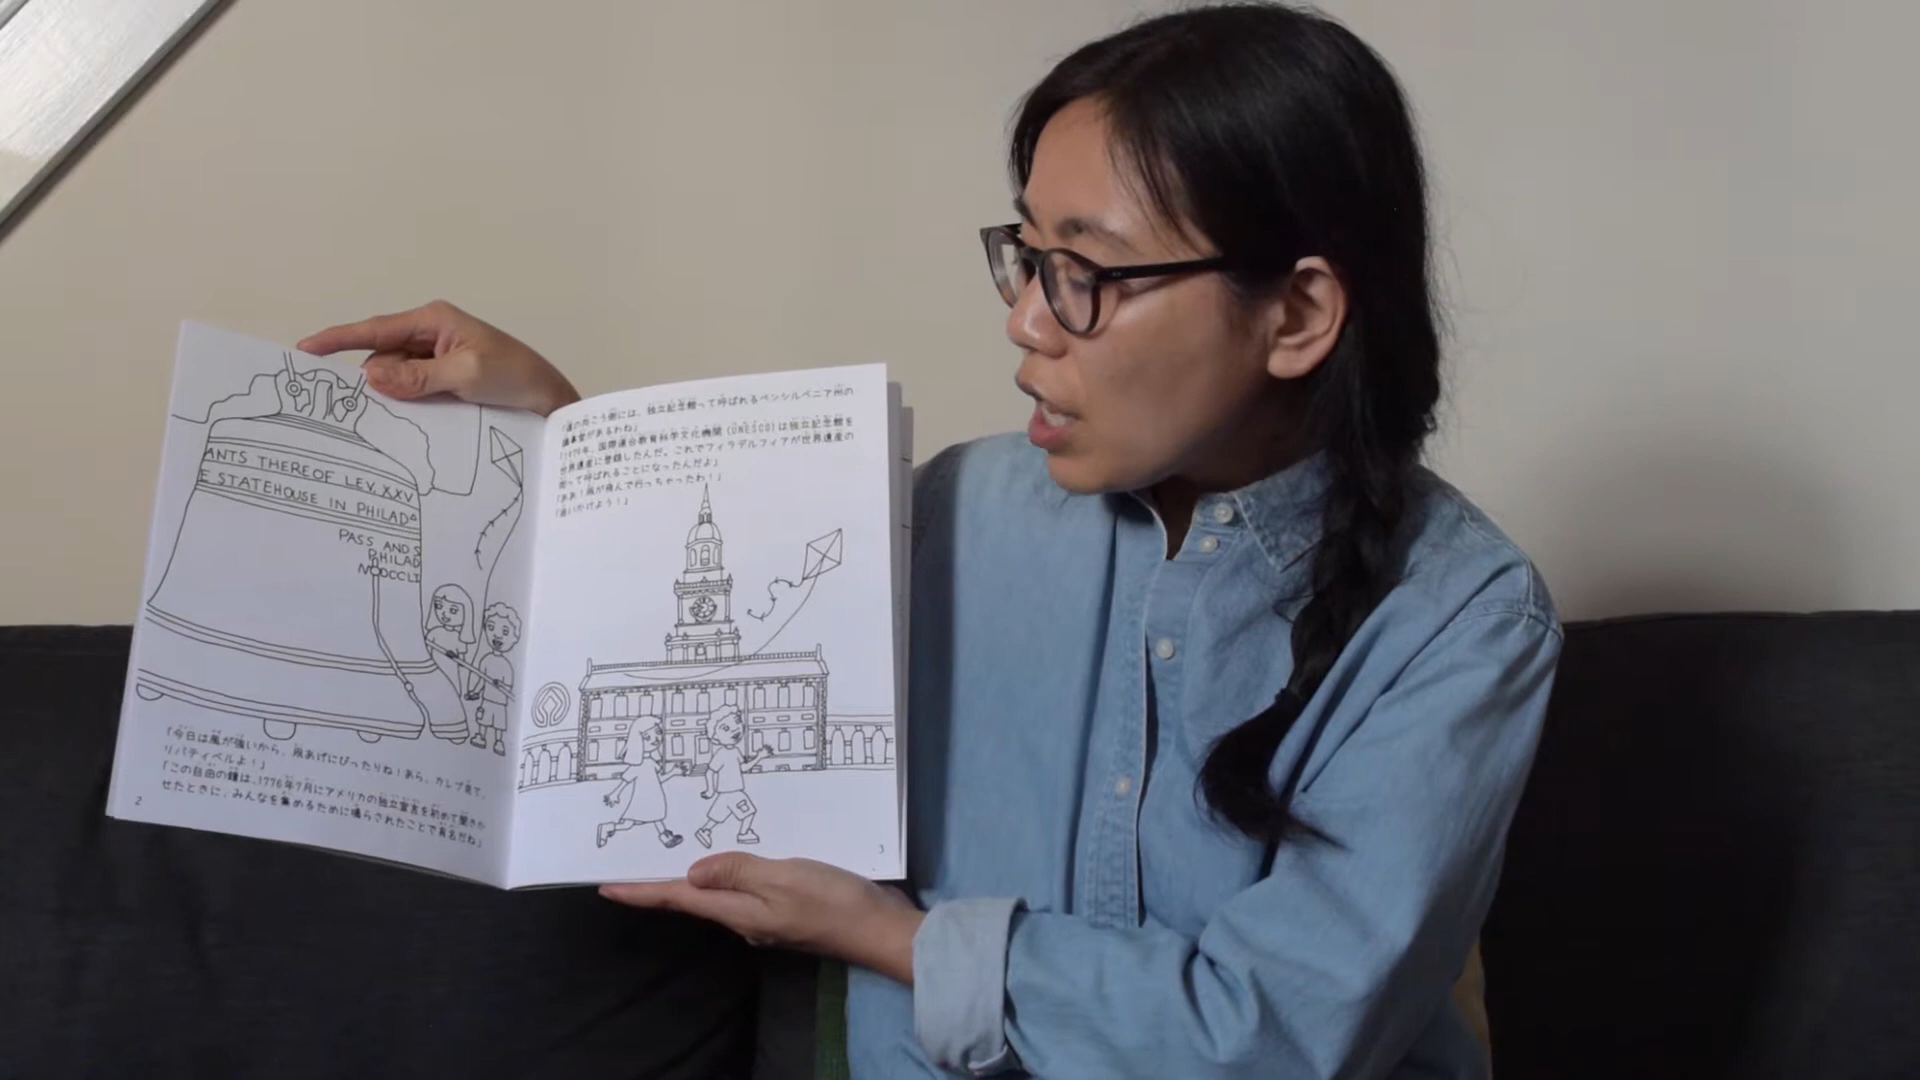 ANTS THEREOF LEV. XXV
E STATEHOUSE IN PHILADA
PASS AND S
PHILAD
MDCCLI
「今日は風が強いから、凧あげにぴったりね！あら、カレブ見て、
リバティベルよ！」
「この自由の鐘は、1776年7月にアメリカの独立宣言を初めて聞か
せたときに、みんなを集めるために鳴らされたことで有名だね」
2
「道の向こう側には、独立記念館って呼ばれるペンシルベニア州の
議事堂があるわね」
「1979年、国際連合教育科学文化機関 (UNESCO) は独立記念館を
世界遺産に登録したんだ。これでフィラデルフィアが世界遺産の
街って呼ばれることになったんだよ」
「ああ！凧が飛んで行っちゃったわ！」
「追いかけよう！」
3